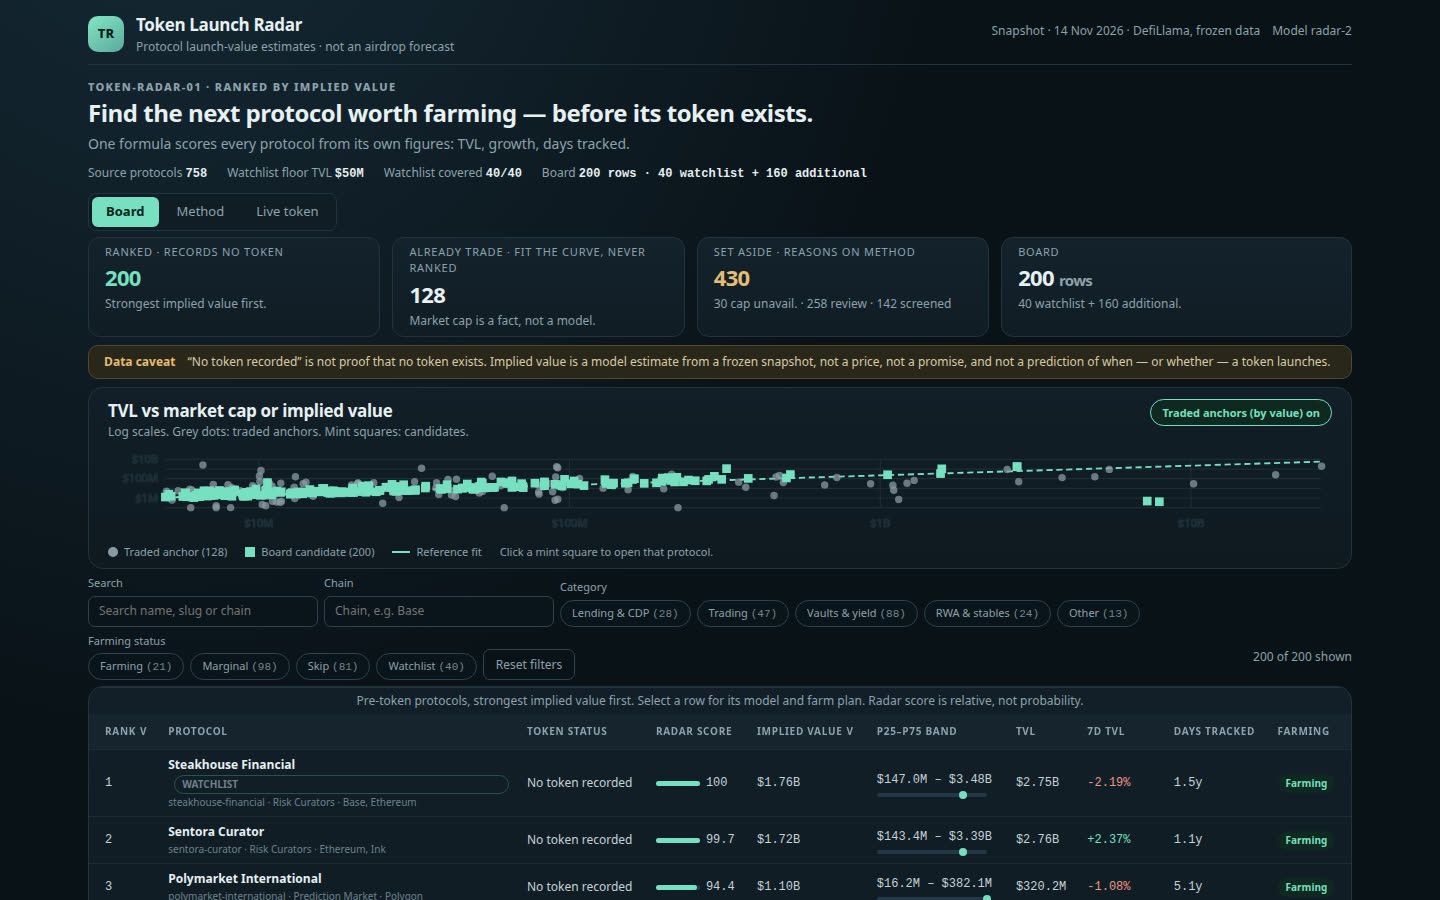 TR
Token Launch Radar
Protocol launch-value estimates · not an airdrop forecast
Snapshot · 14 Nov 2026 · DefiLlama, frozen data Model radar-2
TOKEN-RADAR-01 · RANKED BY IMPLIED VALUE
Find the next protocol worth farming — before its token exists.
One formula scores every protocol from its own figures: TVL, growth, days tracked.
Source protocols 758 Watchlist floor TVL $50M Watchlist covered 40/40 Board 200 rows · 40 watchlist + 160 additional
Board Method Live token
RANKED · RECORDS NO TOKEN
200
Strongest implied value first.
ALREADY TRADE · FIT THE CURVE, NEVER
RANKED
128
Market cap is a fact, not a model.
SET ASIDE · REASONS ON METHOD
430
30 cap unavail. · 258 review · 142 screened
BOARD
200 rows
40 watchlist + 160 additional.
Data caveat “No token recorded” is not proof that no token exists. Implied value is a model estimate from a frozen snapshot, not a price, not a promise, and not a prediction of when — or whether — a token launches.
TVL vs market cap or implied value
Log scales. Grey dots: traded anchors. Mint squares: candidates.
Traded anchors (by value) on
$10B
$100M
$1M
$10M $100M $1B $10B
Traded anchor (128) Board candidate (200) Reference fit Click a mint square to open that protocol.
Search
Search name, slug or chain
Chain
Chain, e.g. Base
Category
Lending & CDP (28) Trading (47) Vaults & yield (88) RWA & stables (24) Other (13)
Farming status
Farming (21) Marginal (98) Skip (81) Watchlist (40) Reset filters
200 of 200 shown
Pre-token protocols, strongest implied value first. Select a row for its model and farm plan. Radar score is relative, not probability.
RANK V PROTOCOL TOKEN STATUS RADAR SCORE IMPLIED VALUE V P25–P75 BAND TVL 7D TVL DAYS TRACKED FARMING
1 Steakhouse Financial WATCHLIST No token recorded 100 $1.76B $147.0M – $3.48B $2.75B -2.19% 1.5y Farming
steakhouse-financial · Risk Curators · Base, Ethereum
2 Sentora Curator No token recorded 99.7 $1.72B $143.4M – $3.39B $2.76B +2.37% 1.1y Farming
sentora-curator · Risk Curators · Ethereum, Ink
3 Polymarket International No token recorded 94.4 $1.10B $16.2M – $382.1M $320.2M -1.08% 5.1y Farming
polymarket-international · Prediction Market · Polygon